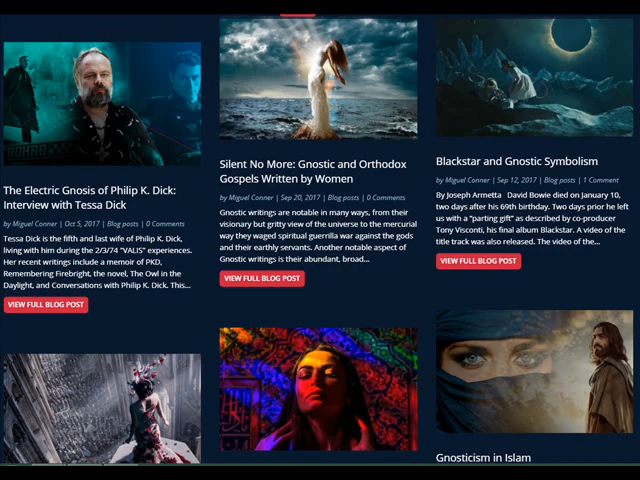 The Electric Gnosis of Philip K. Dick:
Interview with Tessa Dick
by Miguel Conner | Oct 5, 2017 | Blog posts | 0 Comments
Tessa Dick is the fifth and last wife of Philip K. Dick,
living with him during the 2/3/74 “VALIS” experiences.
Her recent writings include a memoir of PKD,
Remembering Firebright, the novel, The Owl in the
Daylight, and Conversations with Philip K. Dick. This...
VIEW FULL BLOG POST
Silent No More: Gnostic and Orthodox
Gospels Written by Women
by Miguel Conner | Sep 20, 2017 | Blog posts | 0 Comments
Gnostic writings are notable in many ways, from their
visionary but gritty view of the universe to the mercurial
way they waged spiritual guerrilla war against the gods
and their earthly servants. Another notable aspect of
Gnostic writings is their abundant, broad...
VIEW FULL BLOG POST
Blackstar and Gnostic Symbolism
by Miguel Conner | Sep 12, 2017 | Blog posts | 1 Comment
By Joseph Armetta David Bowie died on January 10,
two days after his 69th birthday. Two days prior he left
us with a “parting gift” as described by co-producer
Tony Visconti, his final album Blackstar. A video of the
title track was also released. The video of the...
VIEW FULL BLOG POST
Gnosticism in Islam